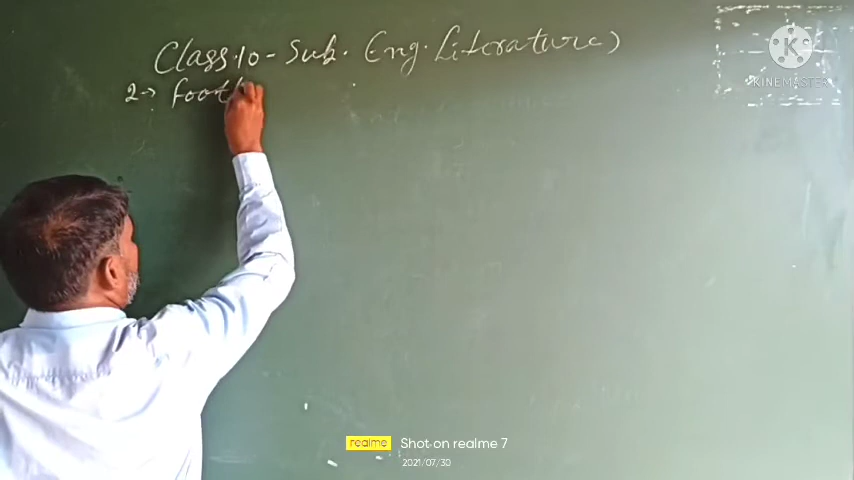 Class.10 - Sub. Eng. Literature)
2→ foot
KINEMASTER
realme Shot on realme 7
2021/07/30